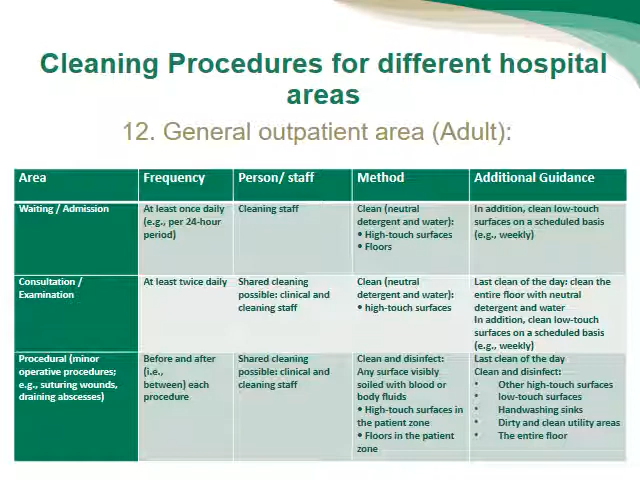 Cleaning Procedures for different hospital
areas
12. General outpatient area (Adult):
Area
Frequency
Person/ staff
Method
Additional Guidance
Waiting / Admission
At least once daily
(e.g., per 24-hour
period)
Cleaning staff
Clean (neutral
detergent and water):
• High-touch surfaces
• Floors
In addition, clean low-touch
surfaces on a scheduled basis
(e.g., weekly)
Consultation /
Examination
At least twice daily
Shared cleaning
possible: clinical and
cleaning staff
Clean (neutral
detergent and water):
• high-touch surfaces
Last clean of the day: clean the
entire floor with neutral
detergent and water
In addition, clean low-touch
surfaces on a scheduled basis
(e.g., weekly)
Procedural (minor
operative procedures;
e.g., suturing wounds,
draining abscesses)
Before and after
(i.e.,
between) each
procedure
Shared cleaning
possible: clinical and
cleaning staff
Clean and disinfect:
Any surface visibly
soiled with blood or
body fluids
• High-touch surfaces in
the patient zone
• Floors in the patient
zone
Last clean of the day
Clean and disinfect:
• Other high-touch surfaces
• low-touch surfaces
• Handwashing sinks
• Dirty and clean utility areas
• The entire floor